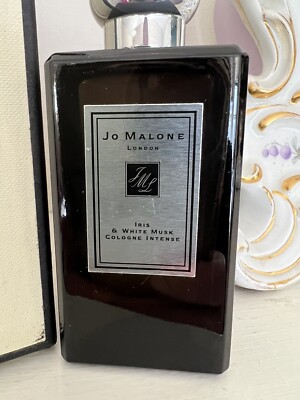 JO MALONE
LONDON
JML
IRIS
& WHITE MUSK
COLOGNE INTENSE